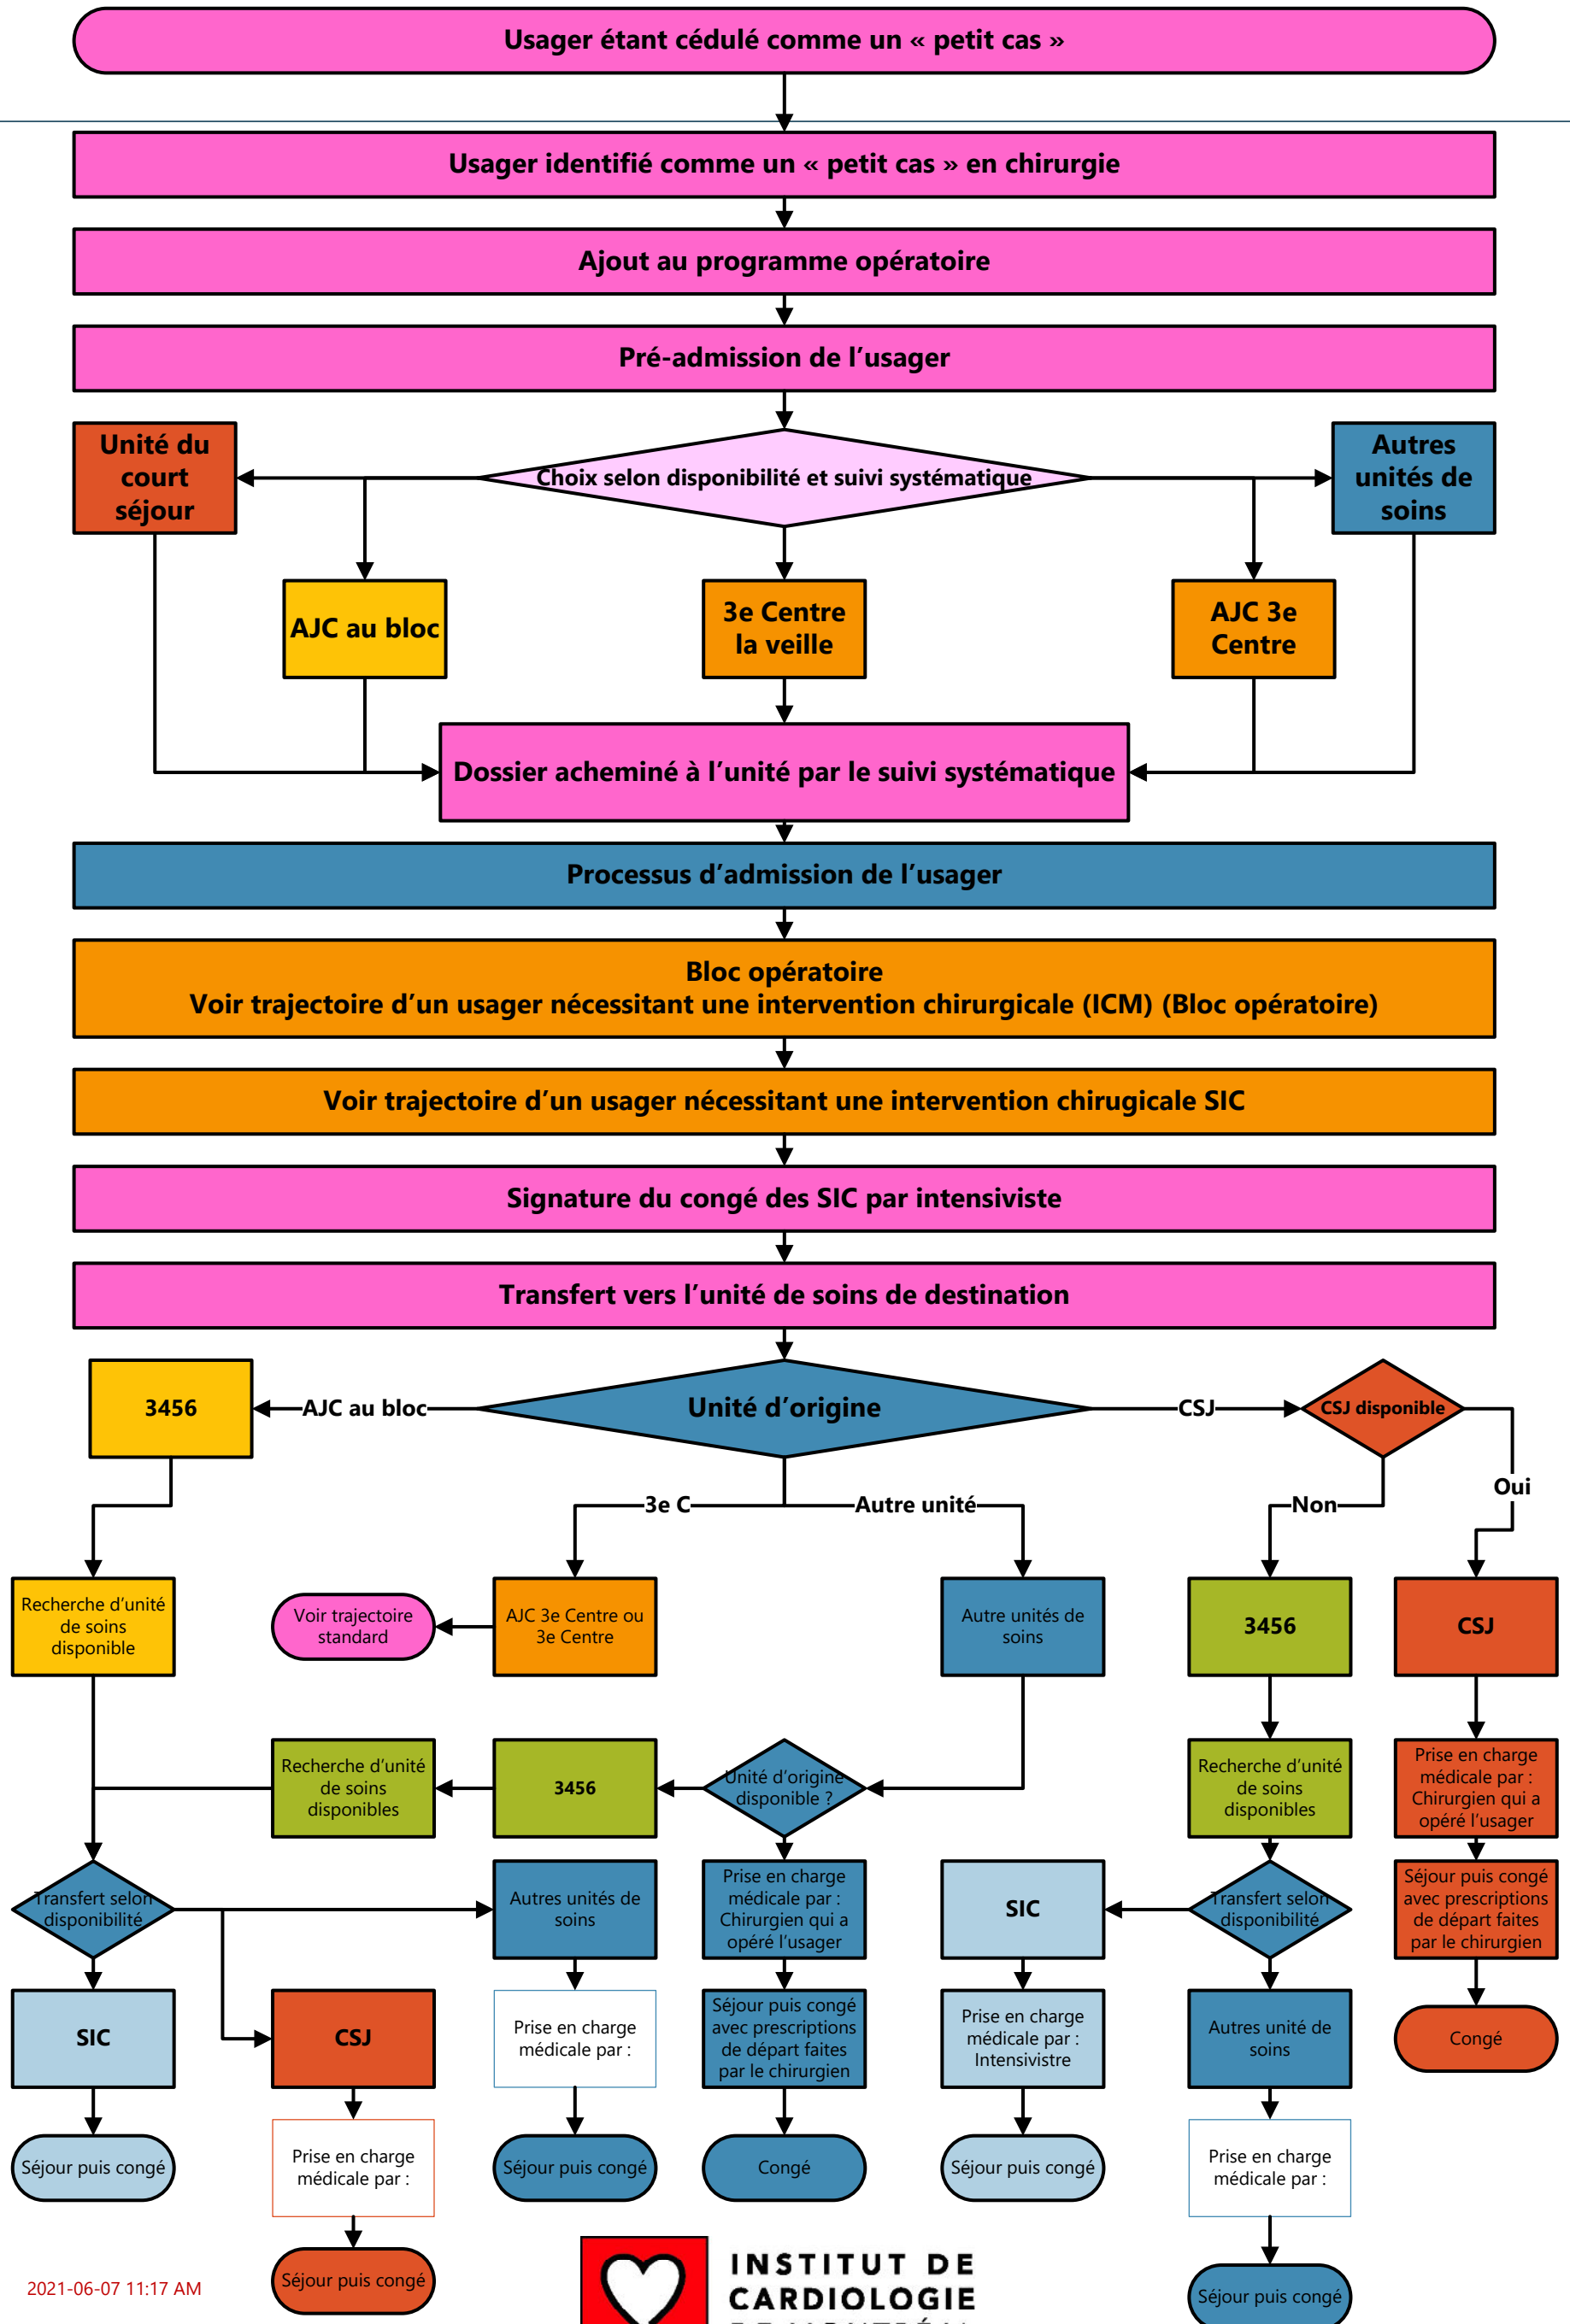 Usager étant cédulé comme un « petit cas »
Usager identifié comme un « petit cas » en chirurgie
Ajout au programme opératoire
Pré-admission de l’usager
Unité du
court
séjour
Choix selon disponibilité et suivi systématique
Autres
unités de
soins
AJC au bloc
3e Centre
la veille
AJC 3e
Centre
Dossier acheminé à l’unité par le suivi systématique
Processus d’admission de l’usager
Bloc opératoire
Voir trajectoire d’un usager nécessitant une intervention chirurgicale (ICM) (Bloc opératoire)
Voir trajectoire d’un usager nécessitant une intervention chirugicale SIC
Signature du congé des SIC par intensiviste
Transfert vers l’unité de soins de destination
3456
AJC au bloc
Unité d’origine
CSJ
CSJ disponible
3e C
Autre unité
Non
Oui
Recherche d’unité
de soins
disponible
Voir trajectoire
standard
AJC 3e Centre ou
3e Centre
Autre unités de
soins
3456
CSJ
Recherche d’unité
de soins
disponibles
3456
Unité d’origine
disponible ?
Recherche d’unité
de soins
disponibles
Prise en charge
médicale par :
Chirurgien qui a
opéré l’usager
Transfert selon
disponibilité
Autres unités de
soins
Prise en charge
médicale par :
Chirurgien qui a
opéré l’usager
SIC
Transfert selon
disponibilité
Séjour puis congé
avec prescriptions
de départ faites
par le chirurgien
SIC
CSJ
Prise en charge
médicale par :
Séjour puis congé
avec prescriptions
de départ faites
par le chirurgien
Prise en charge
médicale par :
Intensivistre
Autres unité de
soins
Congé
Séjour puis congé
Prise en charge
médicale par :
Séjour puis congé
Congé
Séjour puis congé
Prise en charge
médicale par :
Séjour puis congé
Séjour puis congé
2021-06-07 11:17 AM
INSTITUT DE
CARDIOLOGIE
DE MONTRÉAL